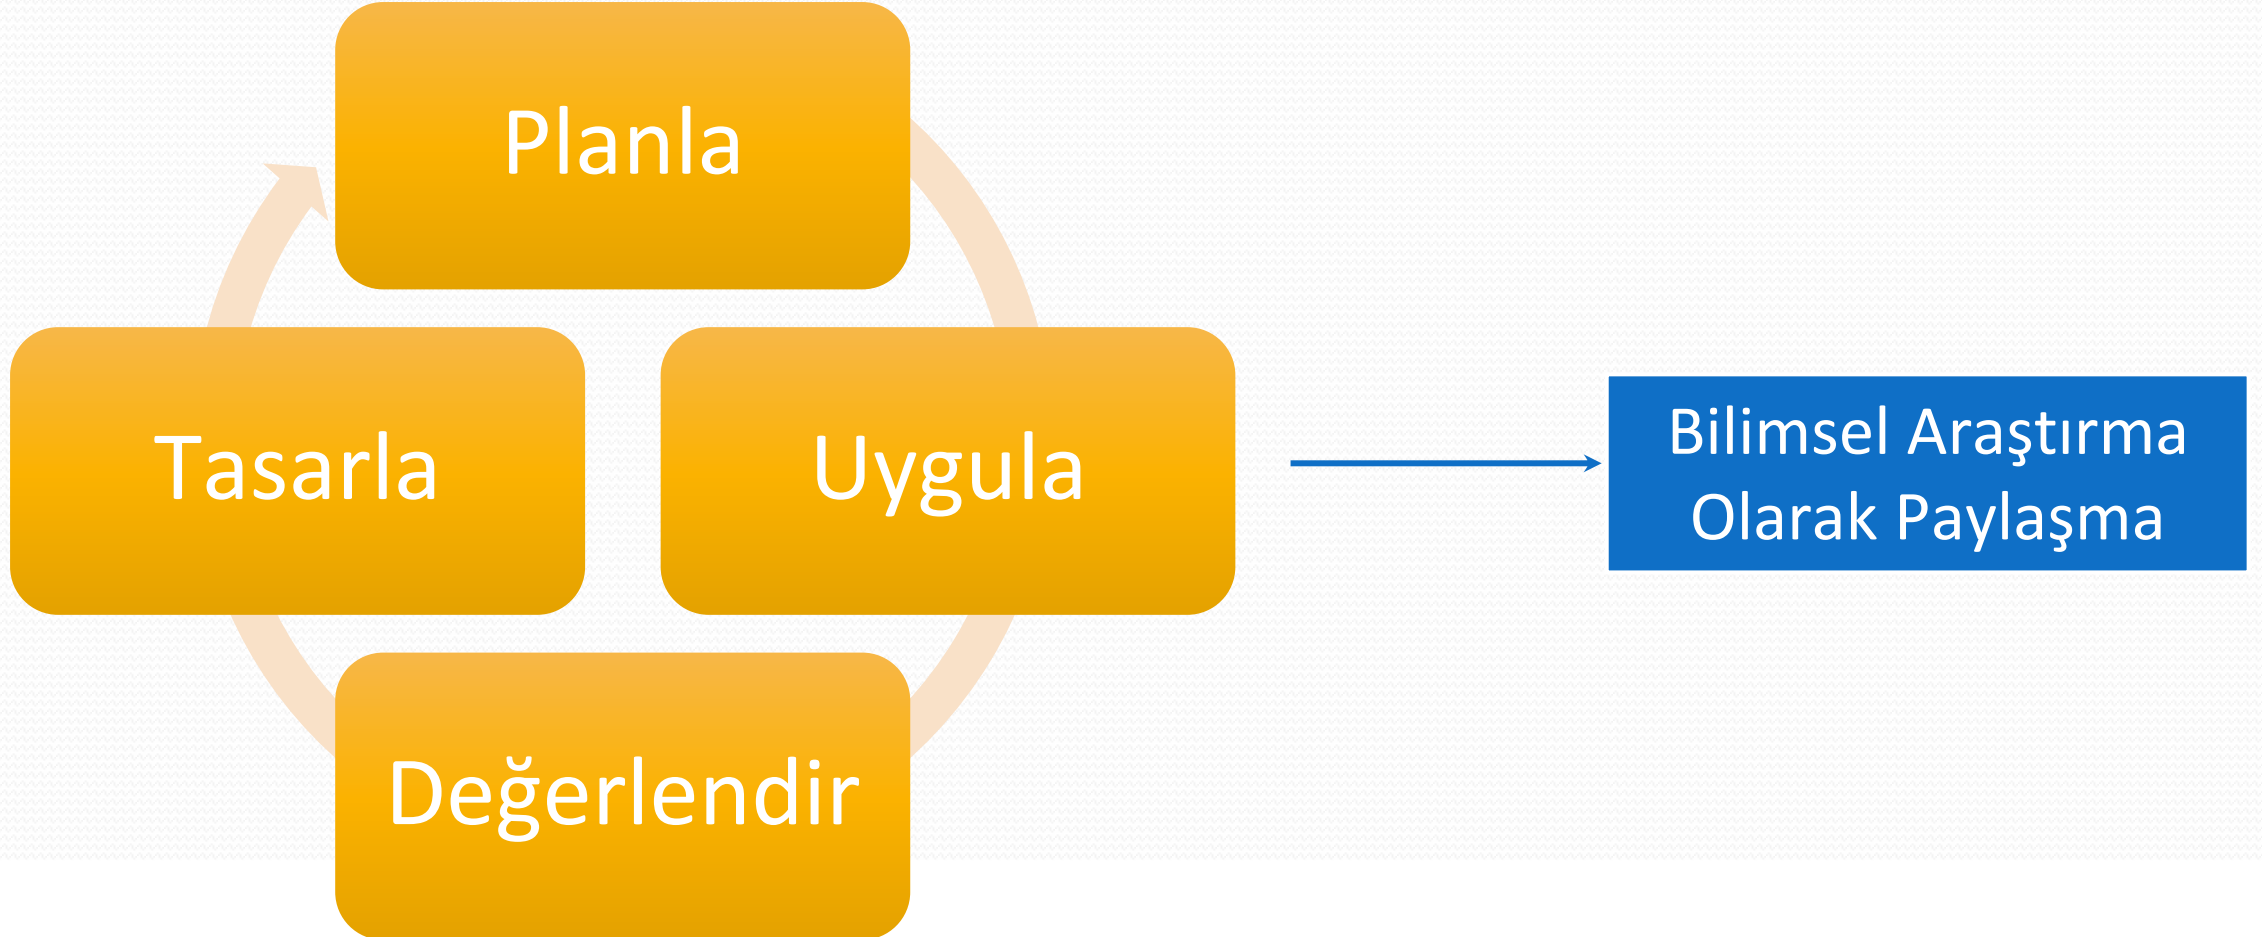 Planla
Tasarla
Uygula
Değerlendir
Bilimsel Araştırma
Olarak Paylaşma